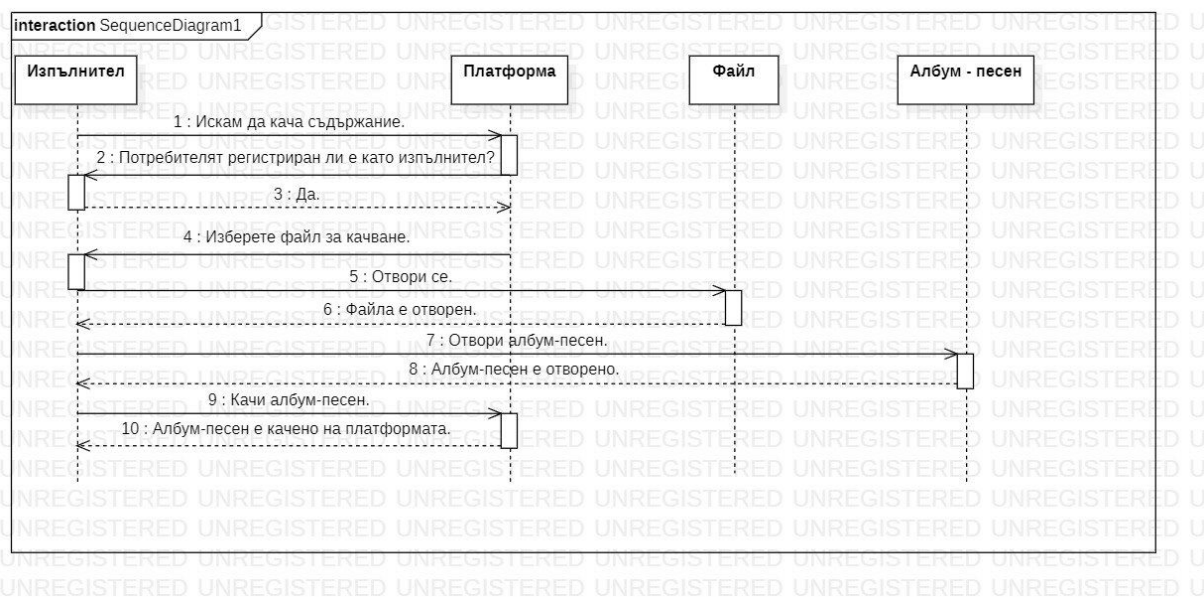 interaction SequenceDiagram1
Изпълнител
Платформа
Файл
Албум - песен
1 : Искам да кача съдържание.
2 : Потребителят регистриран ли е като изпълнител?
3 : Да.
4 : Изберете файл за качване.
5 : Отвори се.
6 : Файла е отворен.
7 : Отвори албум-песен.
8 : Албум-песен е отворено.
9 : Качи албум-песен.
10 : Албум-песен е качено на платформата.
UNREGISTERED